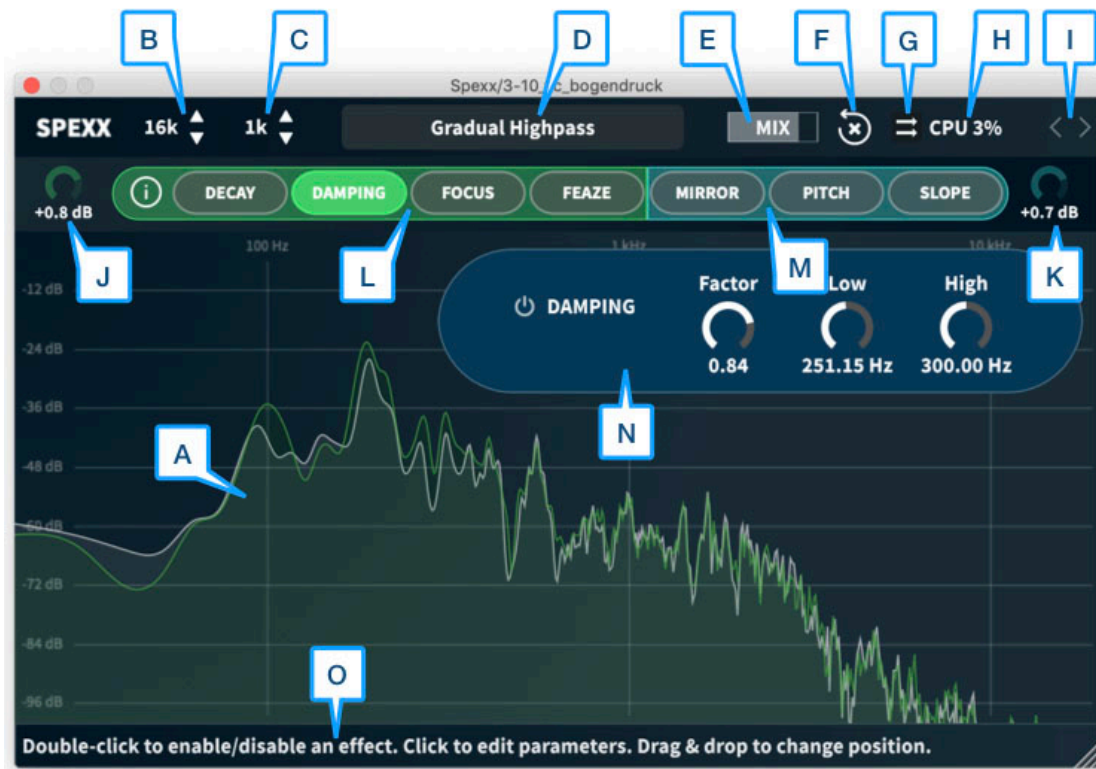 B C D E F G H I
Spexx/3-10_ c_bogendruck
SPEXX 16k 1k Gradual Highpass MIX CPU 3%
DECAY DAMPING FOCUS FEAZE MIRROR PITCH SLOPE
+0.8 dB +0.7 dB
J L M K
100 Hz 1 kHz 10 kHz
-12 dB
Factor Low High
DAMPING
0.84 251.15 Hz 300.00 Hz
-24 dB
-36 dB
N
A
-48 dB
-60 dB
-72 dB
-84 dB
O
-96 dB
Double-click to enable/disable an effect. Click to edit parameters. Drag & drop to change position.